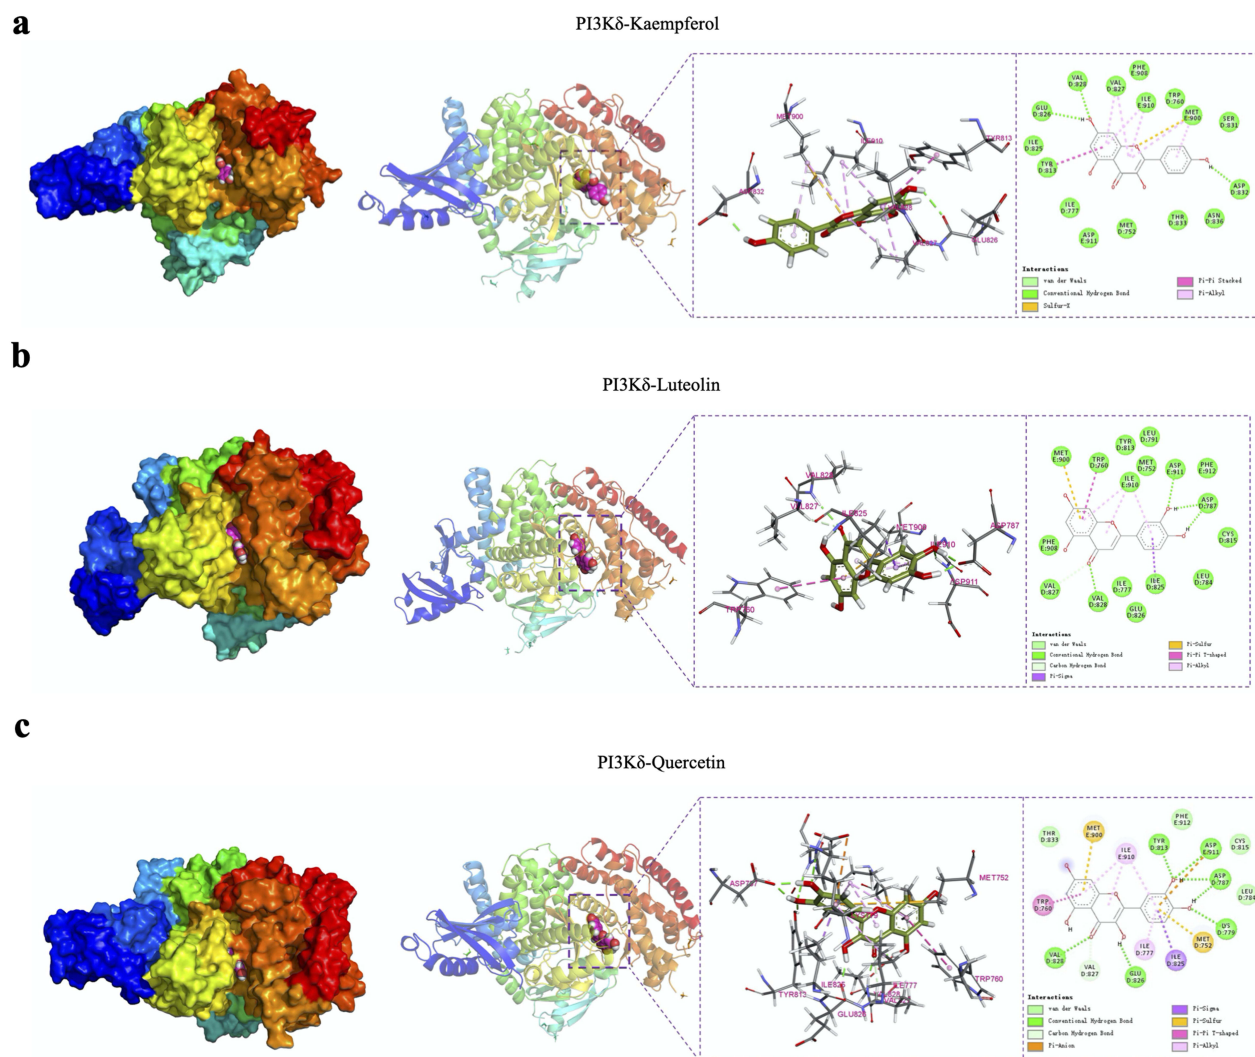 a
PI3Kδ-Kaempferol
MET900
ILE910
TYR813
ASP832
VAL827
GLU826
PHE
E:908
VAL
D:828
VAL
D:827
ILE
E:910
TRP
D:760
MET
E:900
GLU
D:826
SER
D:831
ILE
D:825
TYR
D:813
ASP
D:832
ILE
D:777
ASP
E:911
MET
D:752
THR
D:833
ASN
D:836
Interactions
van der Waals
Conventional Hydrogen Bond
Sulfur-X
Pi-Pi Stacked
Pi-Alkyl
b
PI3Kδ-Luteolin
VAL828
VAL827
ILE825
MET900
ASP787
ILE910
ASP911
TRP760
MET
E:900
TRP
D:760
TYR
D:813
LEU
D:791
MET
D:752
ILE
E:910
ASP
E:911
PHE
E:912
ASP
D:787
CYS
D:815
PHE
E:908
VAL
D:827
VAL
D:828
ILE
D:777
GLU
D:826
ILE
D:825
LEU
D:784
Interactions
van der Waals
Conventional Hydrogen Bond
Carbon Hydrogen Bond
Pi-Sigma
Pi-Sulfur
Pi-Pi T-shaped
Pi-Alkyl
c
PI3Kδ-Quercetin
ASP787
MET752
TYR813
ILE825
ILE777
TRP760
GLU826
THR
D:833
MET
E:900
ILE
E:910
TYR
D:813
PHE
E:912
ASP
E:911
CYS
D:815
ASP
D:787
LEU
D:784
TRP
D:760
LYS
D:779
VAL
D:828
VAL
D:827
GLU
D:826
ILE
D:777
ILE
D:825
MET
D:752
Interactions
van der Waals
Conventional Hydrogen Bond
Carbon Hydrogen Bond
Pi-Anion
Pi-Sigma
Pi-Sulfur
Pi-Pi T-shaped
Pi-Alkyl